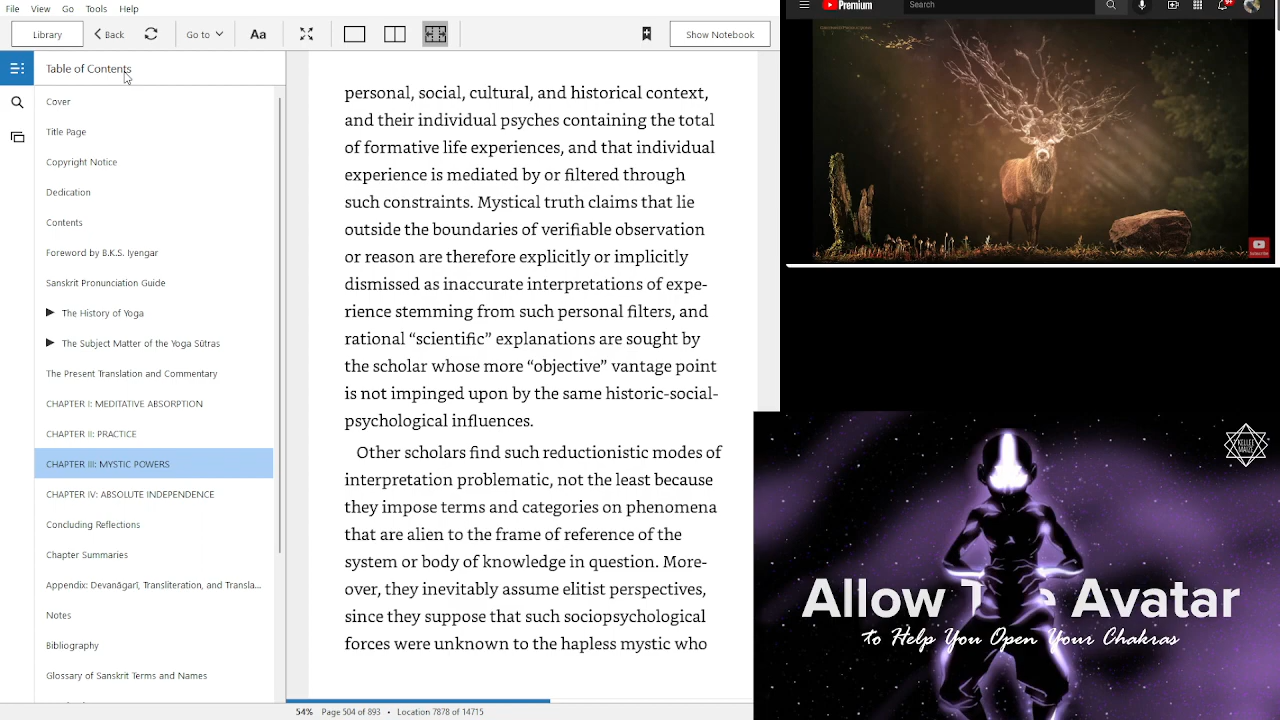 File View Go Tools Help
Library Back Go to Aa Show Notebook
Table of Contents
Cover
Title Page
Copyright Notice
Dedication
Contents
Foreword by B.K.S. Iyengar
Sanskrit Pronunciation Guide
The History of Yoga
The Subject Matter of the Yoga Sūtras
The Present Translation and Commentary
CHAPTER I: MEDITATIVE ABSORPTION
CHAPTER II: PRACTICE
CHAPTER III: MYSTIC POWERS
CHAPTER IV: ABSOLUTE INDEPENDENCE
Concluding Reflections
Chapter Summaries
Appendix: Devanāgarī, Transliteration, and Transla...
Notes
Bibliography
Glossary of Sanskrit Terms and Names
personal, social, cultural, and historical context,
and their individual psyches containing the total
of formative life experiences, and that individual
experience is mediated by or filtered through
such constraints. Mystical truth claims that lie
outside the boundaries of verifiable observation
or reason are therefore explicitly or implicitly
dismissed as inaccurate interpretations of expe-
rience stemming from such personal filters, and
rational “scientific” explanations are sought by
the scholar whose more “objective” vantage point
is not impinged upon by the same historic-social-
psychological influences.
Other scholars find such reductionistic modes of
interpretation problematic, not the least because
they impose terms and categories on phenomena
that are alien to the frame of reference of the
system or body of knowledge in question. More-
over, they inevitably assume elitist perspectives,
since they suppose that such sociopsychological
forces were unknown to the hapless mystic who
54% Page 504 of 893 • Location 7878 of 14715
Premium Search 9+
Subscribe
Allow The Avatar
to Help You Open Your Chakras